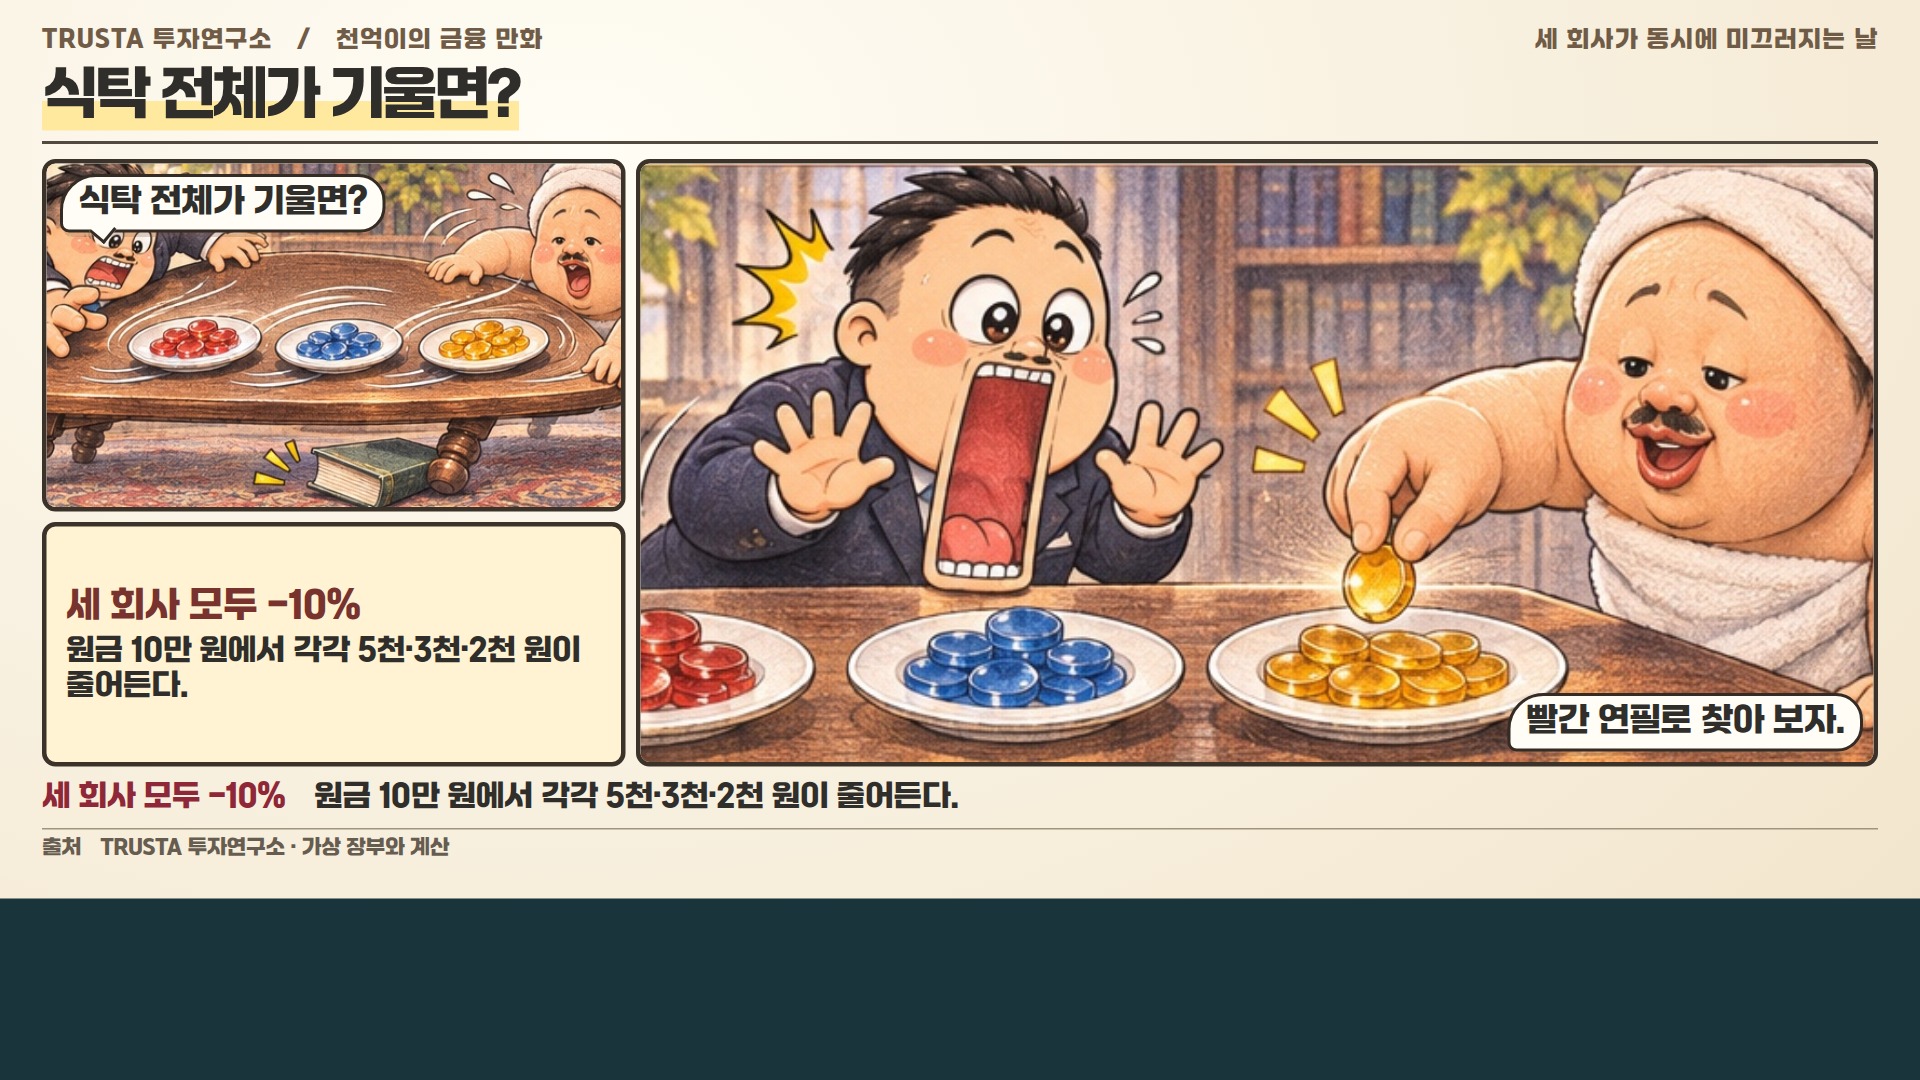 TRUSTA 투자연구소 / 천억이의 금융 만화
세 회사가 동시에 미끄러지는 날
식탁 전체가 기울면?
식탁 전체가 기울면?
세 회사 모두 −10%
원금 10만 원에서 각각 5천·3천·2천 원이
줄어든다.
빨간 연필로 찾아 보자.
세 회사 모두 −10% 원금 10만 원에서 각각 5천·3천·2천 원이 줄어든다.
출처 TRUSTA 투자연구소 · 가상 장부와 계산